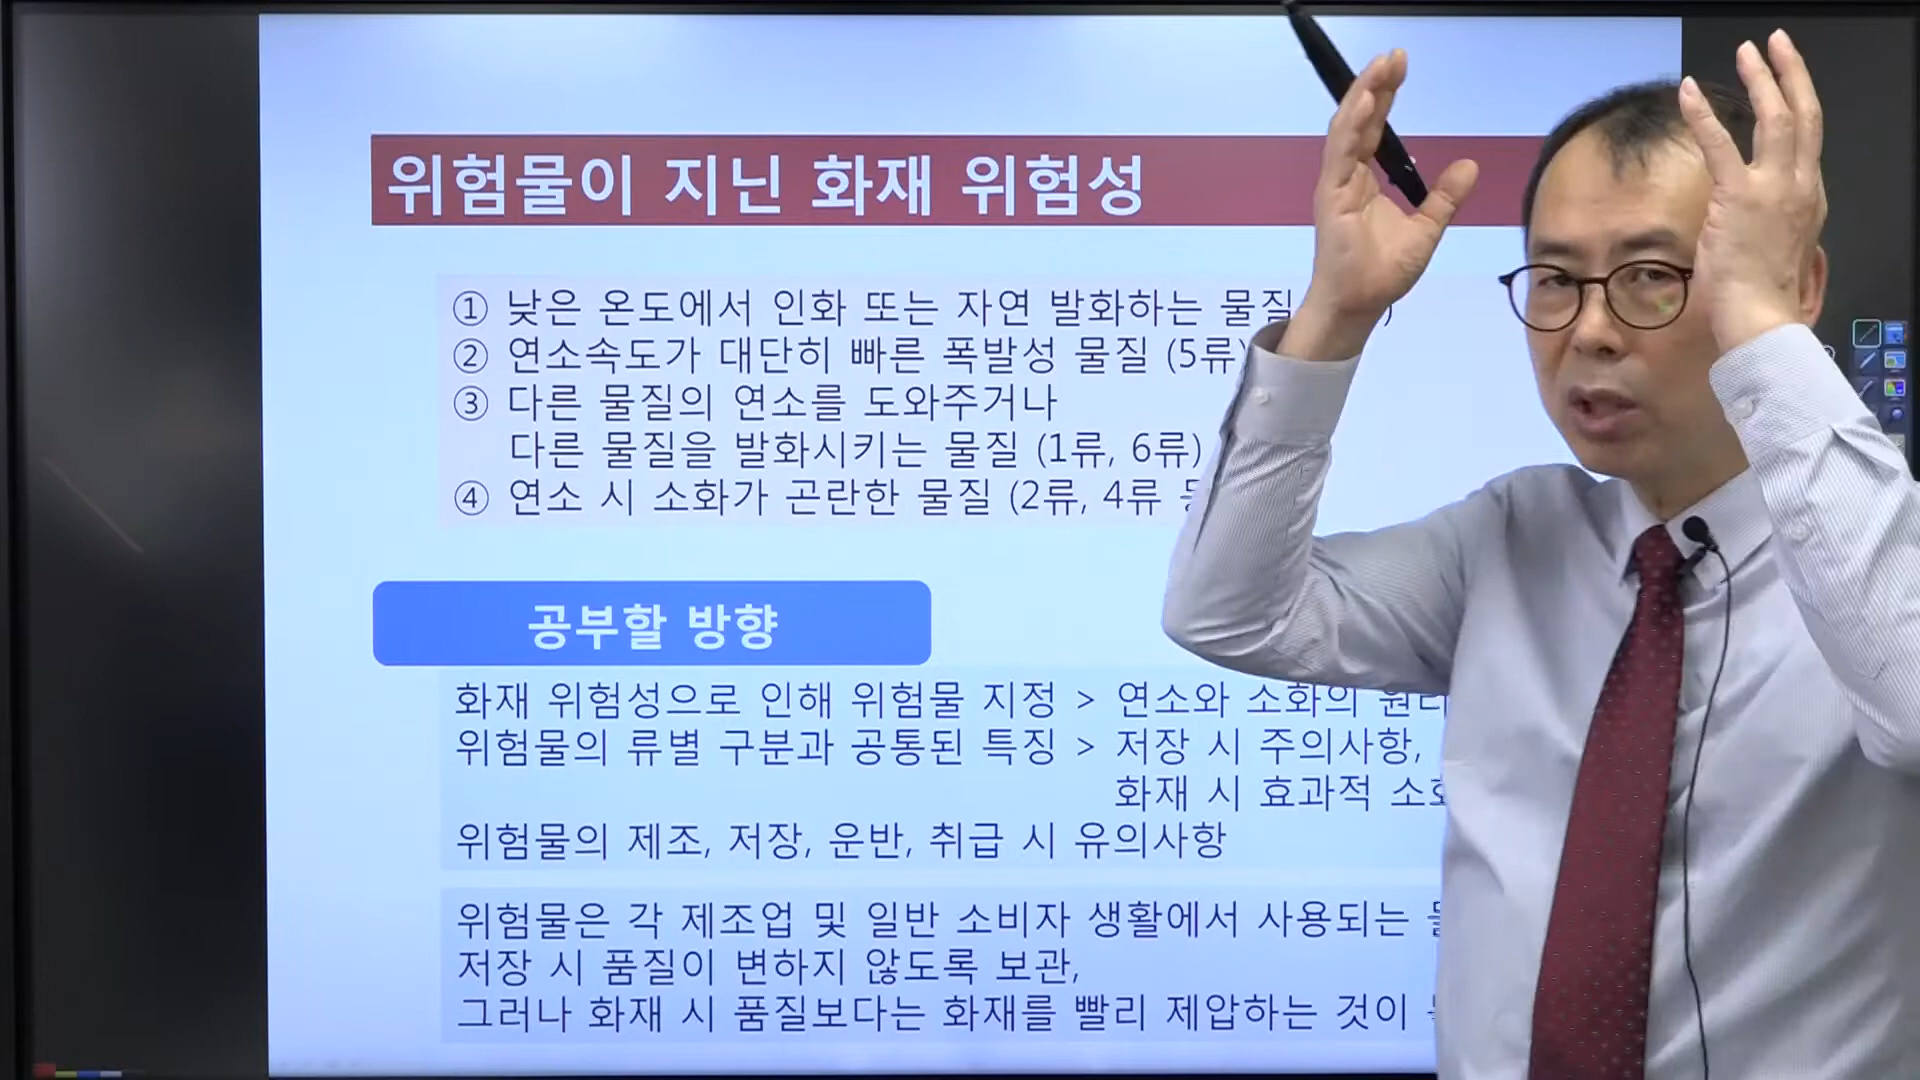 위험물이 지닌 화재 위험성
① 낮은 온도에서 인화 또는 자연 발화하는 물질
② 연소속도가 대단히 빠른 폭발성 물질 (5류)
③ 다른 물질의 연소를 도와주거나
다른 물질을 발화시키는 물질 (1류, 6류)
④ 연소 시 소화가 곤란한 물질 (2류, 4류
공부할 방향
화재 위험성으로 인해 위험물 지정 > 연소와 소화의 원리
위험물의 류별 구분과 공통된 특징 > 저장 시 주의사항,
화재 시 효과적
위험물의 제조, 저장, 운반, 취급 시 유의사항
위험물은 각 제조업 및 일반 소비자 생활에서 사용되는
저장 시 품질이 변하지 않도록 보관,
그러나 화재 시 품질보다는 화재를 빨리 제압하는 것이